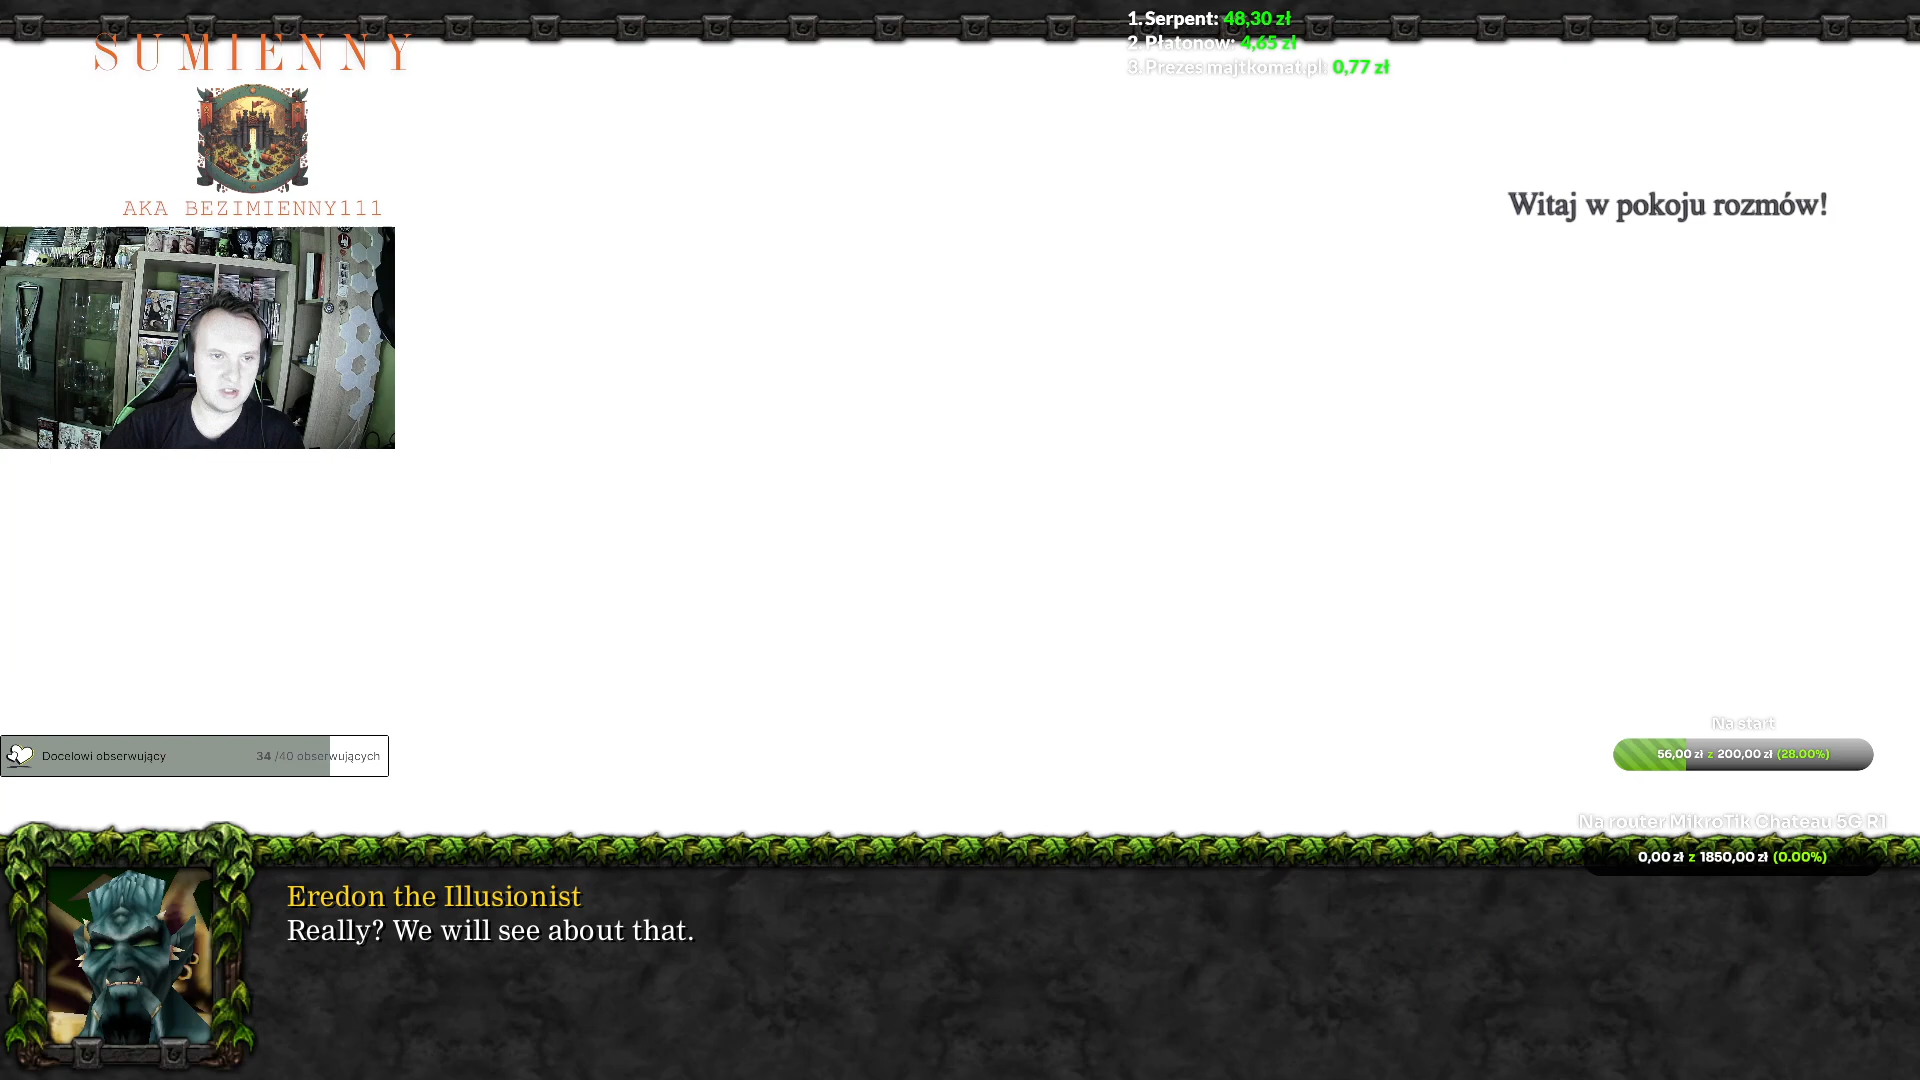 1. Serpent: 48,30 zł
2. Płatonow: 4,65 zł
3. Prezes majtkomat.pl: 0,77 zł
SUMIENNY
AKA BEZIMIENNY111
Witaj w pokoju rozmów!
Na start
56,00 zł z 200,00 zł (28.00%)
Docelowi obserwujący 34 /40 obserwujących
Na router MikroTik Chateau 5G R1
0,00 zł z 1850,00 zł (0.00%)
Eredon the Illusionist
Really? We will see about that.